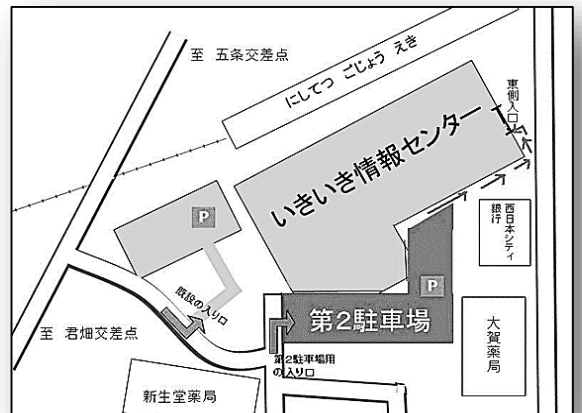 至 五条交差点
にしてつ ごじょう えき
東側入口
いきいき情報センター
P
西日本シティ
銀行
P
既設の入り口
第2駐車場
至 君畑交差点
大賀薬局
第2駐車場用
の入り口
新生堂薬局